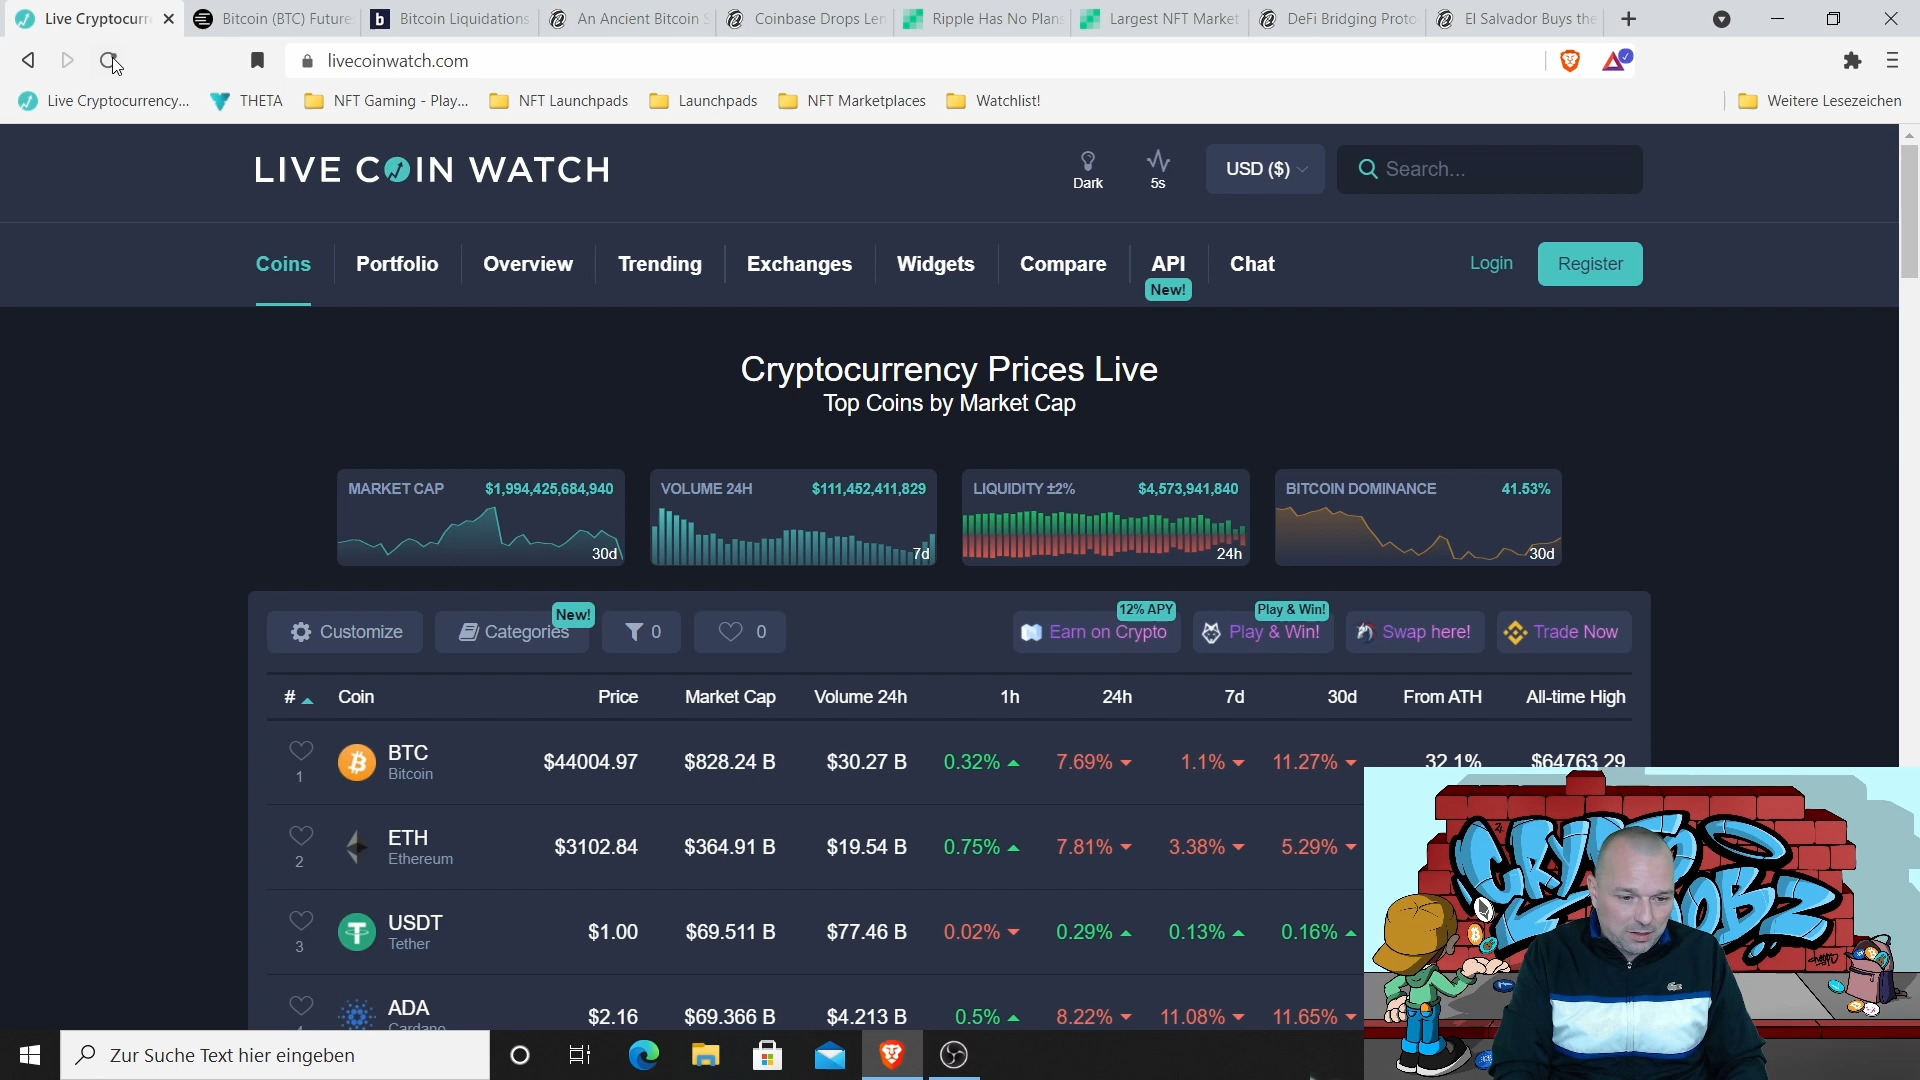 Live Cryptocurr
Bitcoin (BTC) Future
Bitcoin Liquidations
An Ancient Bitcoin S
Coinbase Drops Len
Ripple Has No Plans
Largest NFT Market
DeFi Bridging Proto
El Salvador Buys the
livecoinwatch.com
Live Cryptocurrency...
THETA
NFT Gaming - Play...
NFT Launchpads
Launchpads
NFT Marketplaces
Watchlist!
Weitere Lesezeichen
LIVE COIN WATCH
Dark
5s
USD ($)
Search...
Coins
Portfolio
Overview
Trending
Exchanges
Widgets
Compare
API
New!
Chat
Login
Register
Cryptocurrency Prices Live
Top Coins by Market Cap
MARKET CAP $1,994,425,684,940
30d
VOLUME 24H $111,452,411,829
7d
LIQUIDITY ±2% $4,573,941,840
24h
BITCOIN DOMINANCE 41.53%
30d
Customize
New!
Categories
0
0
12% APY
Earn on Crypto
Play & Win!
Play & Win!
Swap here!
Trade Now
# Coin Price Market Cap Volume 24h 1h 24h 7d 30d From ATH All-time High
1 BTC Bitcoin $44004.97 $828.24 B $30.27 B 0.32% 7.69% 1.1% 11.27% 32.1% $64763.29
2 ETH Ethereum $3102.84 $364.91 B $19.54 B 0.75% 7.81% 3.38% 5.29%
3 USDT Tether $1.00 $69.511 B $77.46 B 0.02% 0.29% 0.13% 0.16%
ADA Cardano $2.16 $69.366 B $4.213 B 0.5% 8.22% 11.08% 11.65%
Zur Suche Text hier eingeben